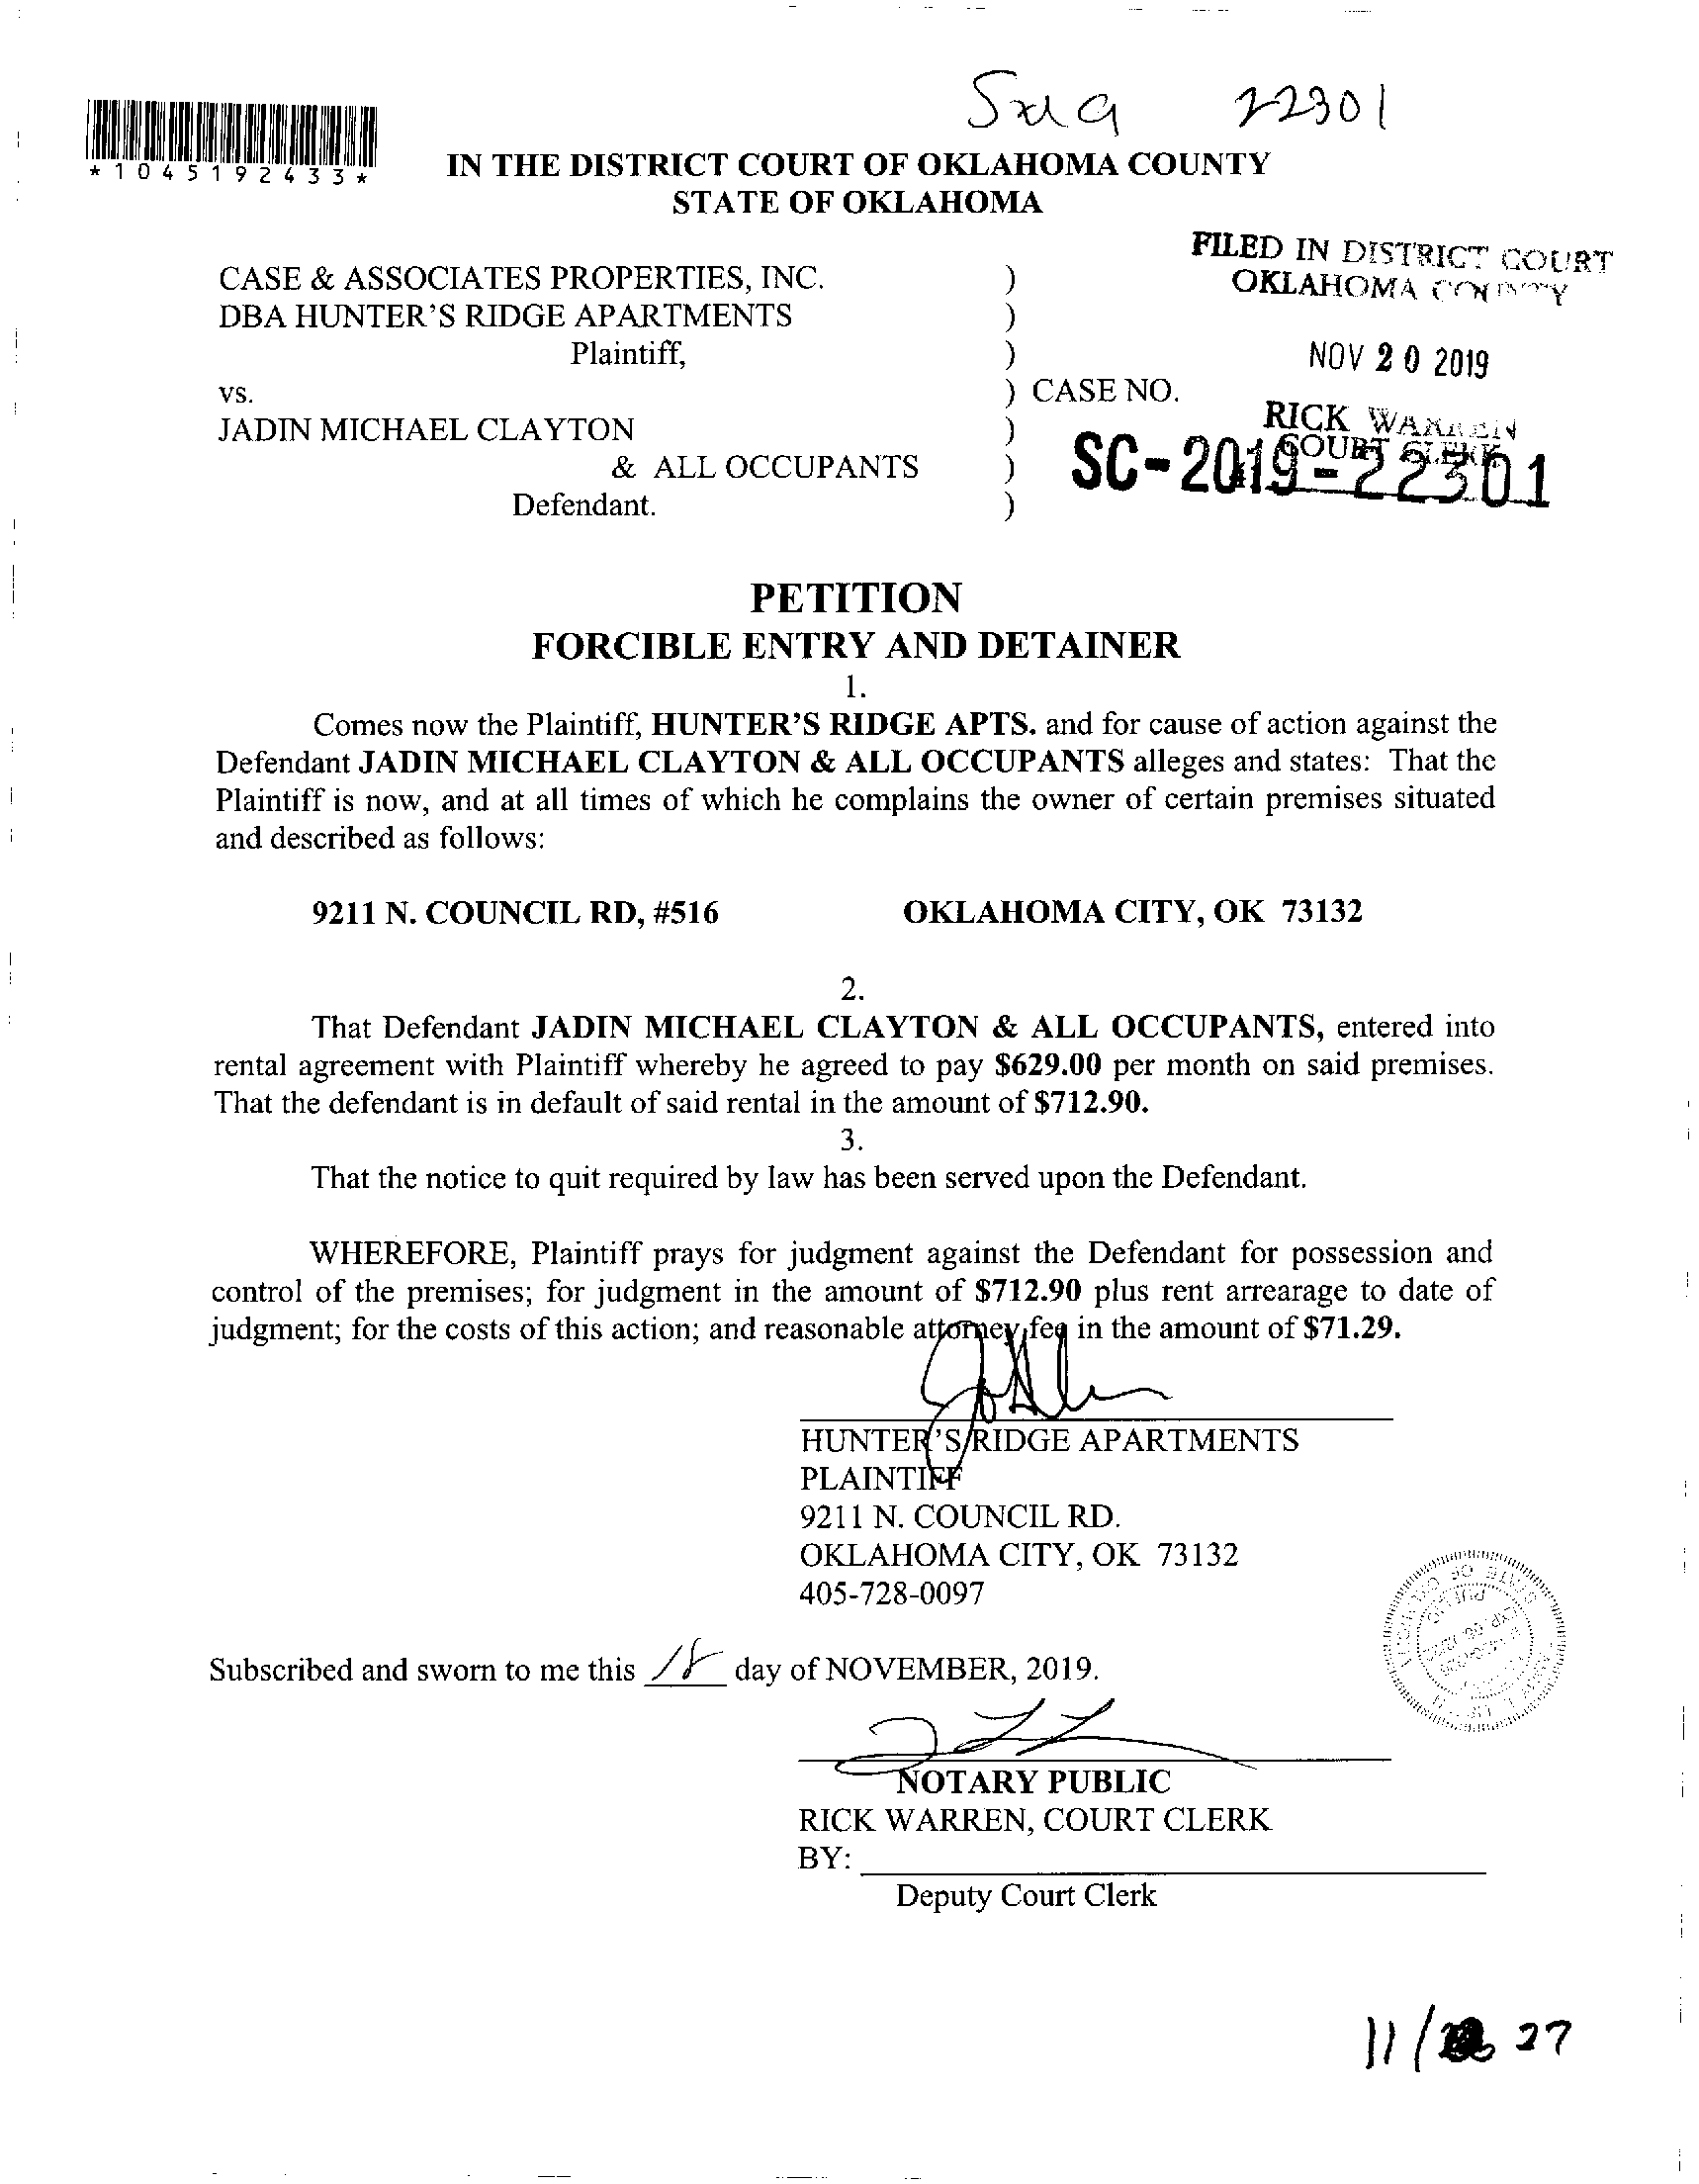 22301
*1045192433*
IN THE DISTRICT COURT OF OKLAHOMA COUNTY
STATE OF OKLAHOMA
FILED IN DISTRICT COURT
OKLAHOMA COUNTY
CASE & ASSOCIATES PROPERTIES, INC. )
DBA HUNTER'S RIDGE APARTMENTS )
Plaintiff, )
NOV 20 2019
vs. ) CASE NO.
RICK WARREN
COURT CLERK
JADIN MICHAEL CLAYTON )
SC-2019-22301
& ALL OCCUPANTS )
Defendant. )
PETITION
FORCIBLE ENTRY AND DETAINER
1.
Comes now the Plaintiff, HUNTER'S RIDGE APTS. and for cause of action against the
Defendant JADIN MICHAEL CLAYTON & ALL OCCUPANTS alleges and states: That the
Plaintiff is now, and at all times of which he complains the owner of certain premises situated
and described as follows:
9211 N. COUNCIL RD, #516 OKLAHOMA CITY, OK 73132
2.
That Defendant JADIN MICHAEL CLAYTON & ALL OCCUPANTS, entered into
rental agreement with Plaintiff whereby he agreed to pay $629.00 per month on said premises.
That the defendant is in default of said rental in the amount of $712.90.
3.
That the notice to quit required by law has been served upon the Defendant.
WHEREFORE, Plaintiff prays for judgment against the Defendant for possession and
control of the premises; for judgment in the amount of $712.90 plus rent arrearage to date of
judgment; for the costs of this action; and reasonable attorney fee in the amount of $71.29.
HUNTER'S RIDGE APARTMENTS
PLAINTIFF
9211 N. COUNCIL RD.
OKLAHOMA CITY, OK 73132
405-728-0097
Subscribed and sworn to me this 18 day of NOVEMBER, 2019.
NOTARY PUBLIC
RICK WARREN, COURT CLERK
BY:
Deputy Court Clerk
11/ 27